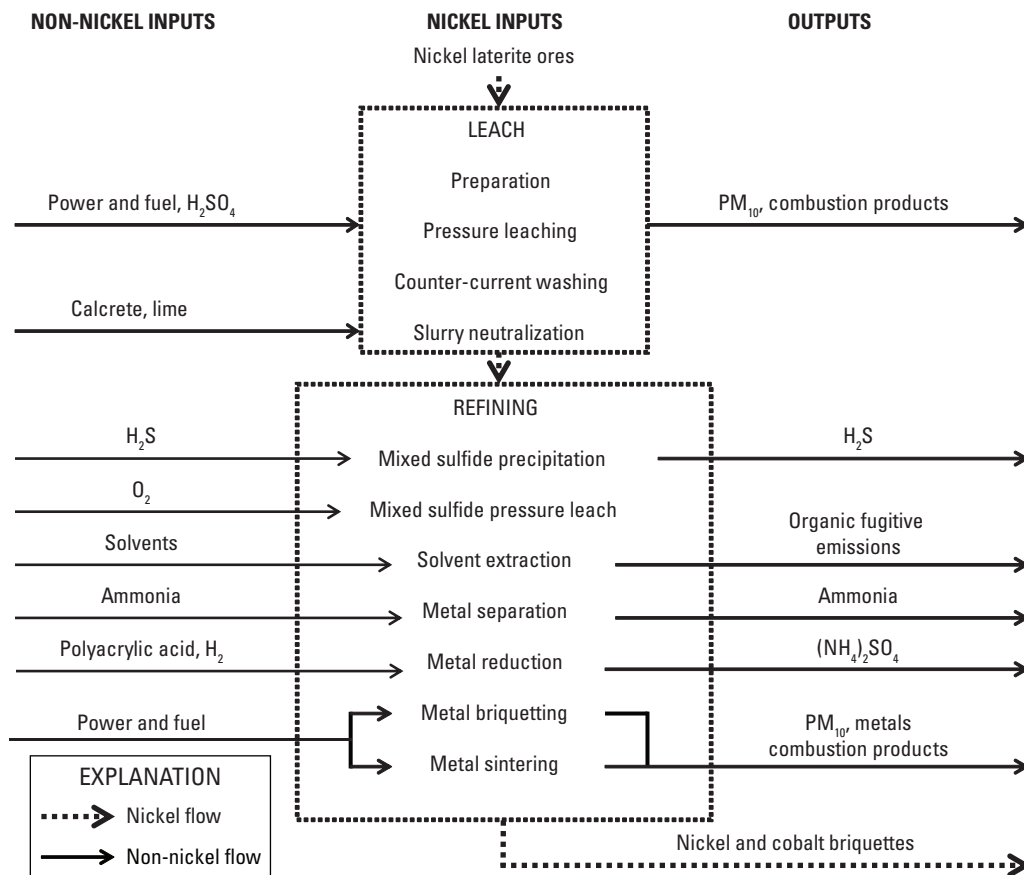 NON-NICKEL INPUTS
NICKEL INPUTS
OUTPUTS
Nickel laterite ores
LEACH
Preparation
Power and fuel, H₂SO₄
PM₁₀, combustion products
Pressure leaching
Counter-current washing
Calcrete, lime
Slurry neutralization
REFINING
H₂S
Mixed sulfide precipitation
H₂S
O₂
Mixed sulfide pressure leach
Solvents
Solvent extraction
Organic fugitive
emissions
Ammonia
Metal separation
Ammonia
Polyacrylic acid, H₂
Metal reduction
(NH₄)₂SO₄
Power and fuel
Metal briquetting
Metal sintering
PM₁₀, metals
combustion products
EXPLANATION
Nickel flow
Non-nickel flow
Nickel and cobalt briquettes